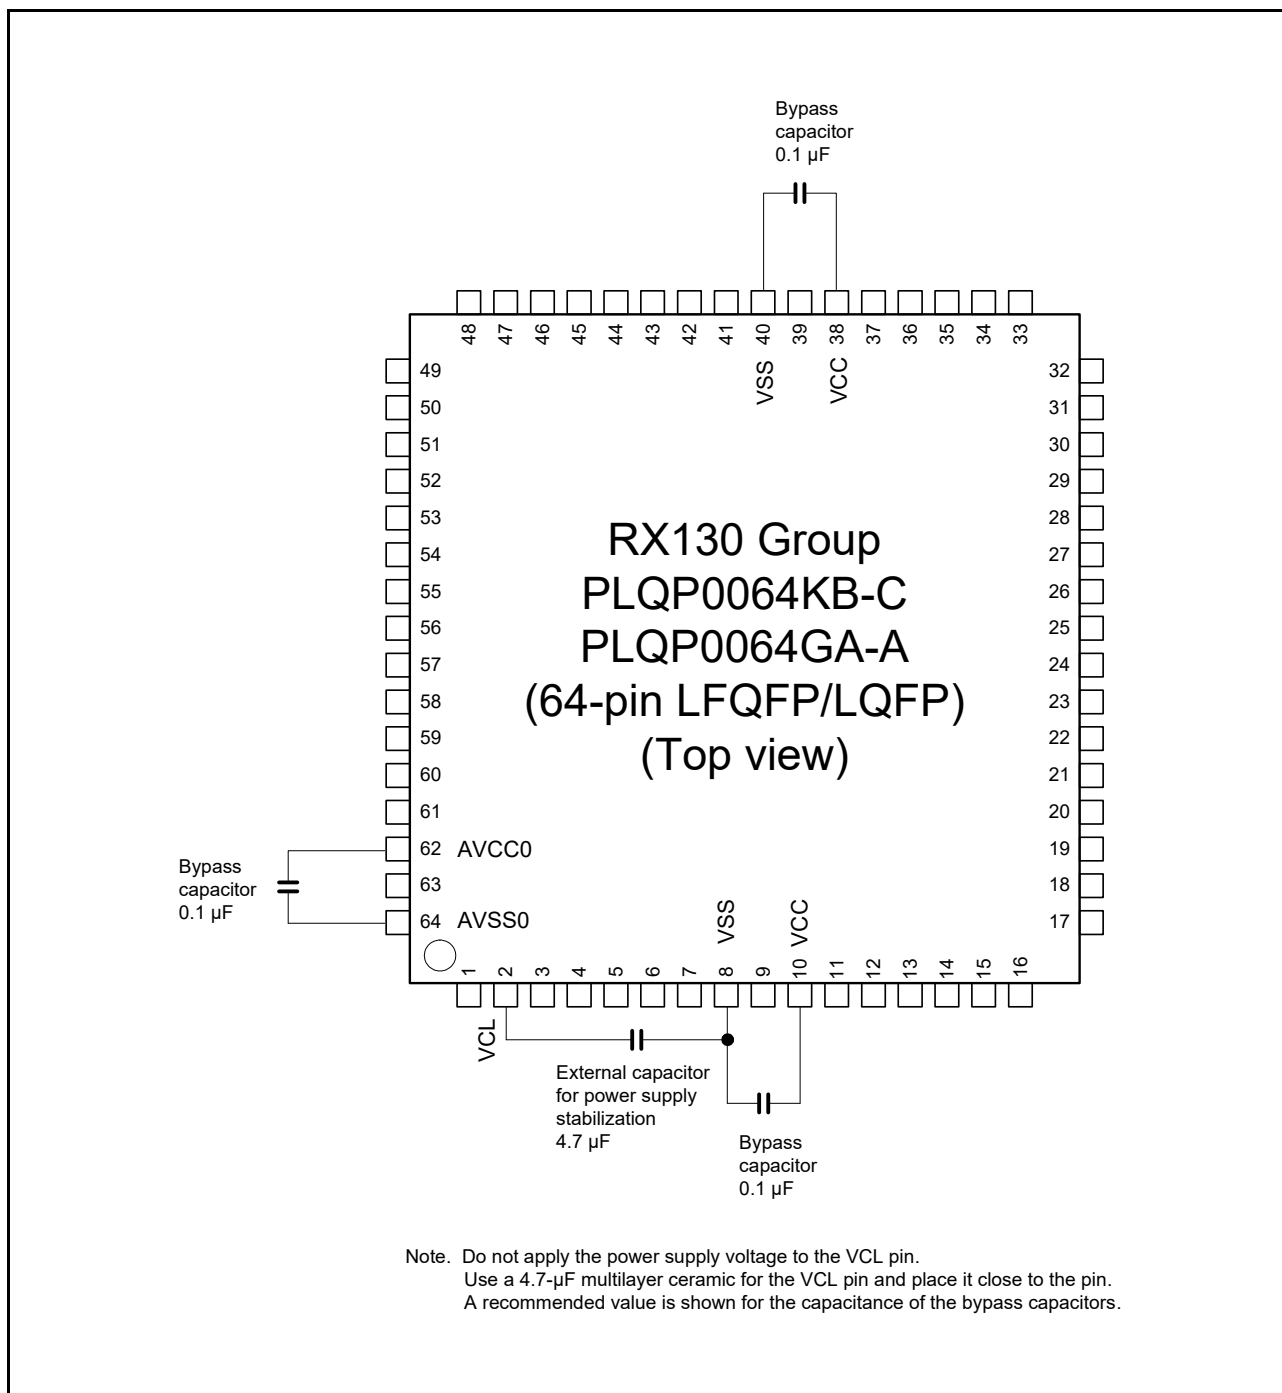 Bypass
capacitor
0.1 µF
48 47 46 45 44 43 42 41 40 39 38 37 36 35 34 33
VSS VCC
49 32
50 31
51 30
52 29
53 28
54 27
55 26
56 25
57 24
58 23
59 22
60 21
61 20
62 AVCC0 19
63 18
64 AVSS0 17
RX130 Group
PLQP0064KB-C
PLQP0064GA-A
(64-pin LFQFP/LQFP)
(Top view)
Bypass
capacitor
0.1 µF
VSS VCC
1 2 3 4 5 6 7 8 9 10 11 12 13 14 15 16
VCL
External capacitor
for power supply
stabilization
4.7 µF
Bypass
capacitor
0.1 µF
Note. Do not apply the power supply voltage to the VCL pin.
Use a 4.7-µF multilayer ceramic for the VCL pin and place it close to the pin.
A recommended value is shown for the capacitance of the bypass capacitors.